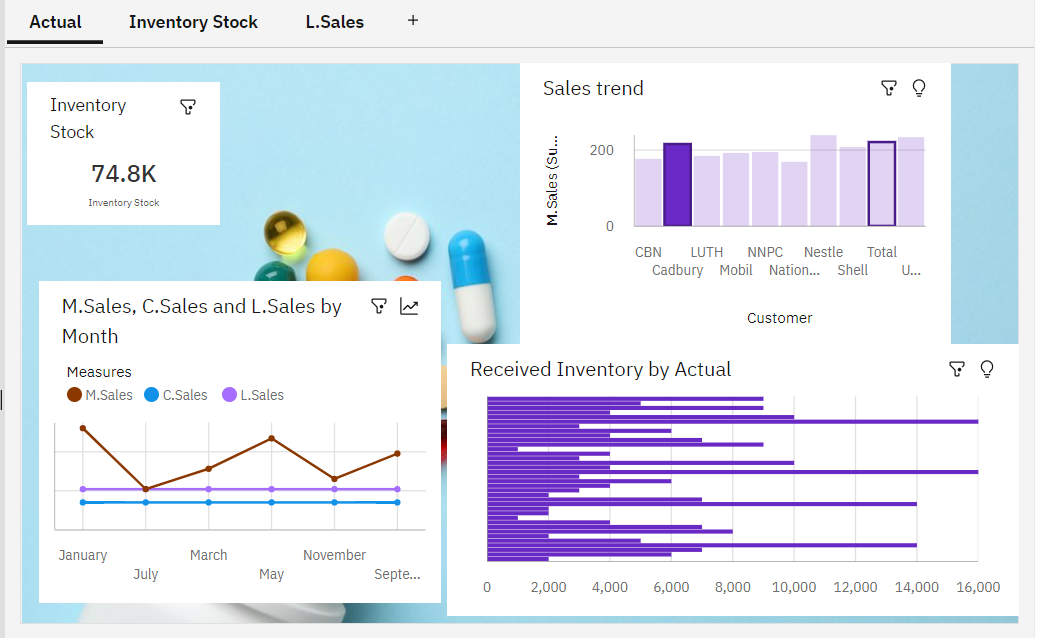 Actual Inventory Stock L.Sales +
Inventory
Stock
74.8K
Inventory Stock
Sales trend
M.Sales (Su...
200
0
CBN LUTH NNPC Nestle Total
Cadbury Mobil Nation... Shell U...
Customer
M.Sales, C.Sales and L.Sales by
Month
Measures
M.Sales C.Sales L.Sales
January March November
July May Septe...
Received Inventory by Actual
0 2,000 4,000 6,000 8,000 10,000 12,000 14,000 16,000